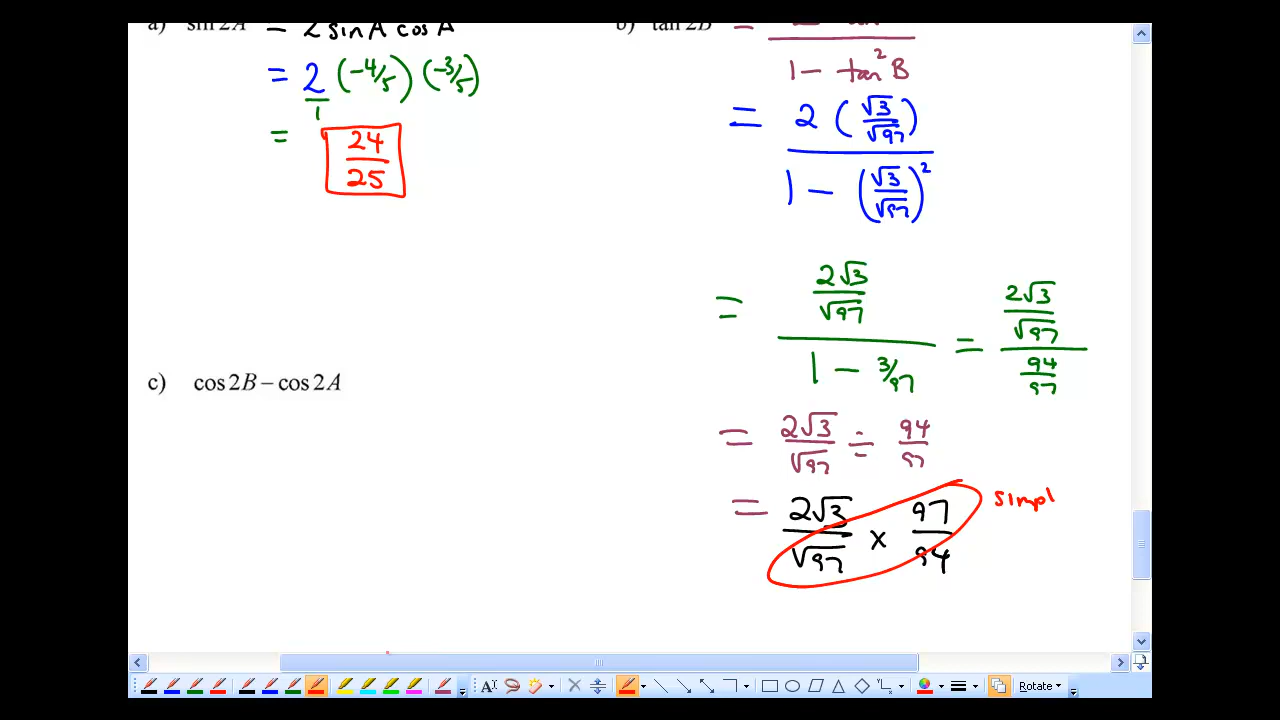 a) sin 2A = 2 sin A cos A
= 2/1 (-4/5) (-3/5)
= 24/25
b) tan 2B =
1 - tan² B
= 2 (√3/√97)
1 - (√3/√97)²
= 2√3/√97 = 2√3/√97
1 - 3/97 94/97
= 2√3/√97 ÷ 94/97
= 2√3/√97 × 97/94 simpl
c) cos 2B – cos 2A
A
Rotate